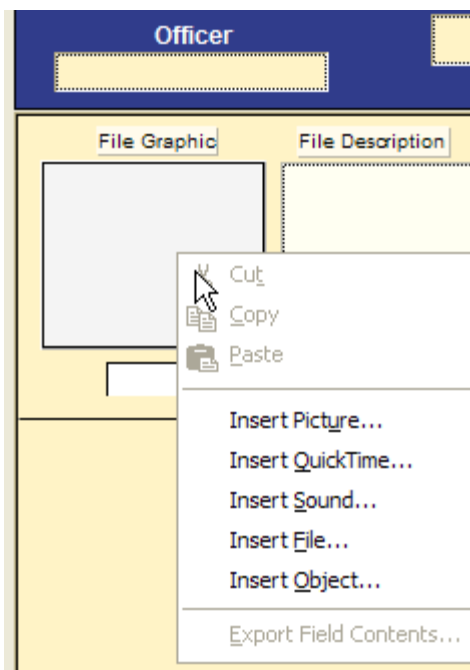 Officer
File Graphic
File Description
Cut
Copy
Paste
Insert Picture...
Insert QuickTime...
Insert Sound...
Insert File...
Insert Object...
Export Field Contents...